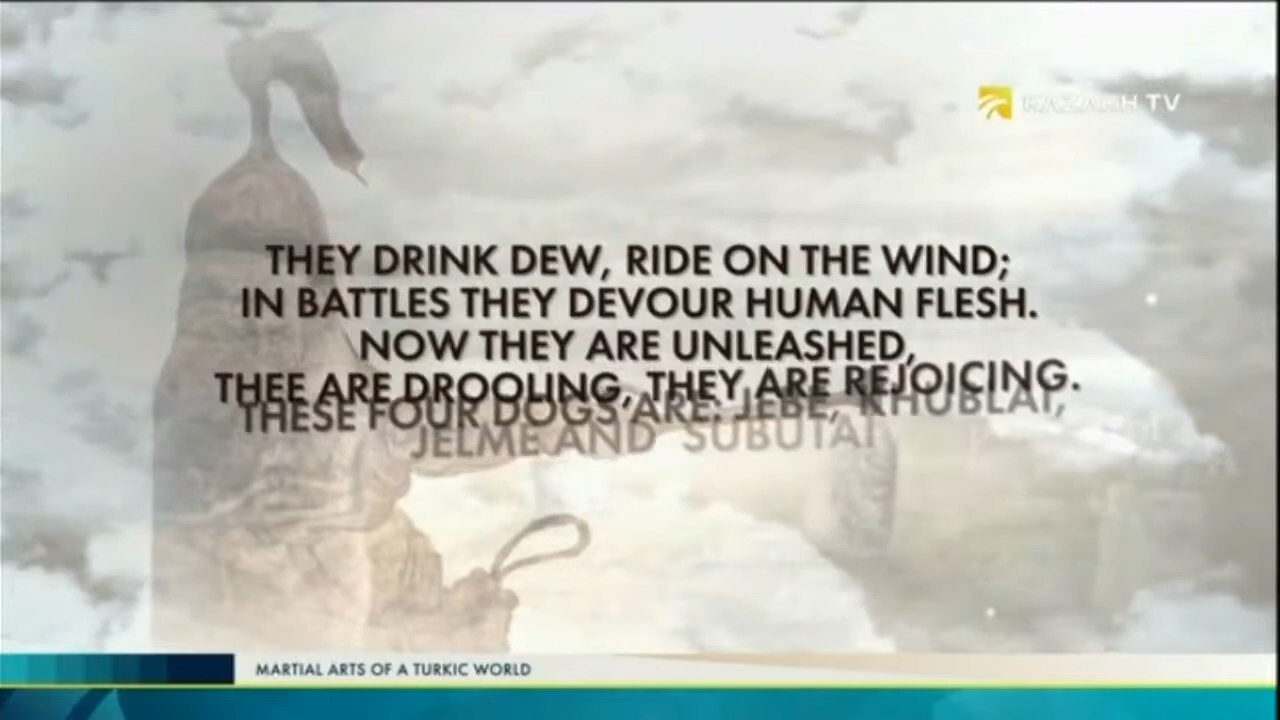 KAZAKH TV
THEY DRINK DEW, RIDE ON THE WIND;
IN BATTLES THEY DEVOUR HUMAN FLESH.
NOW THEY ARE UNLEASHED,
THEE ARE DROOLING, THEY ARE REJOICING.
THESE FOUR DOGS ARE: JEBE, KHUBLAI,
JELME AND SUBUTAI
MARTIAL ARTS OF A TURKIC WORLD